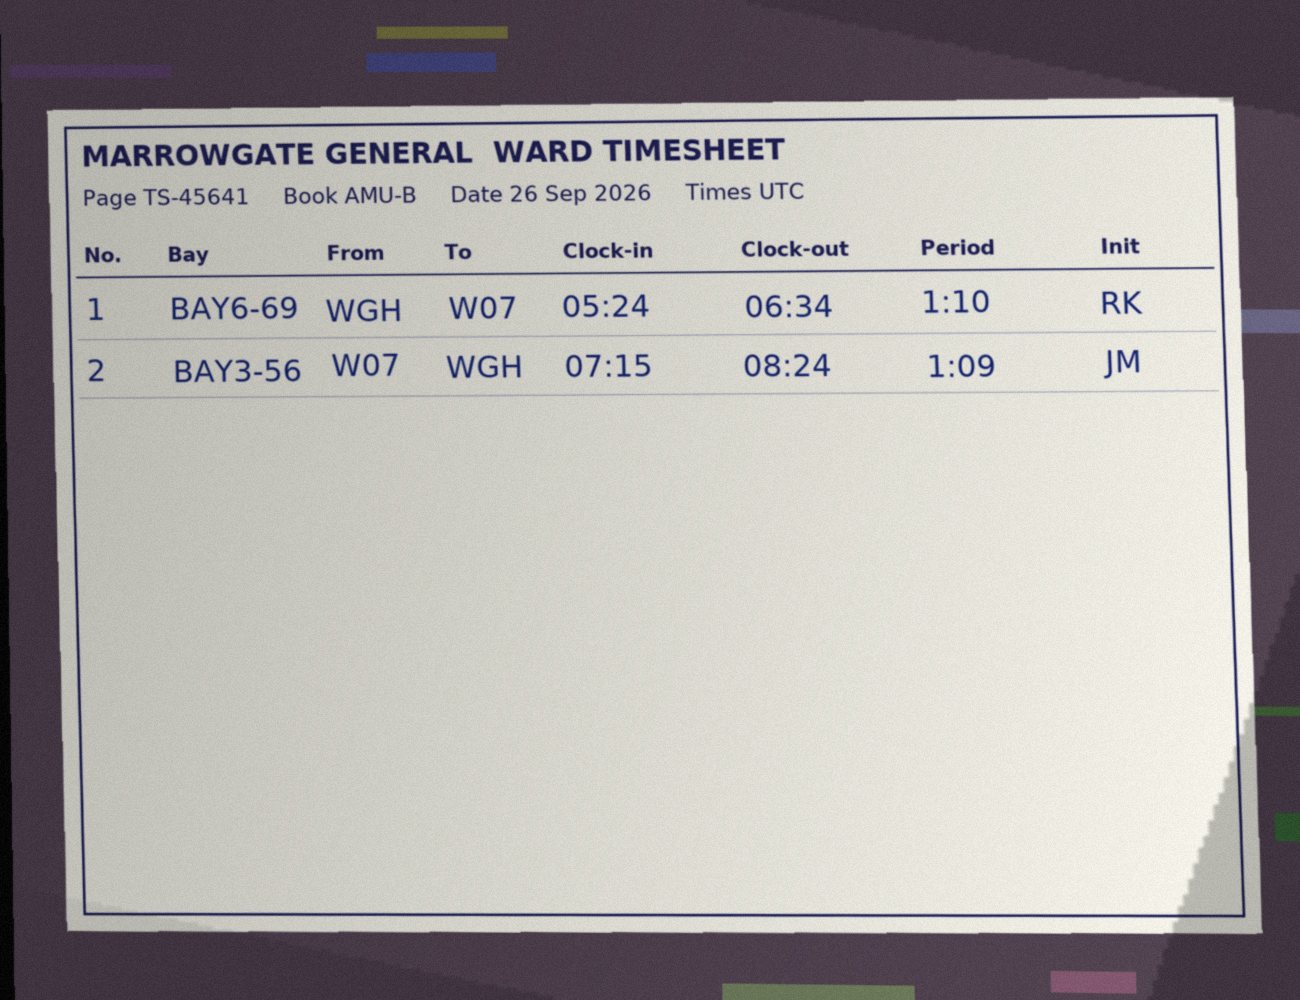 MARROWGATE GENERAL WARD TIMESHEET
Page TS-45641 Book AMU-B Date 26 Sep 2026 Times UTC
No. Bay From To Clock-in Clock-out Period Init
1 BAY6-69 WGH W07 05:24 06:34 1:10 RK
2 BAY3-56 W07 WGH 07:15 08:24 1:09 JM